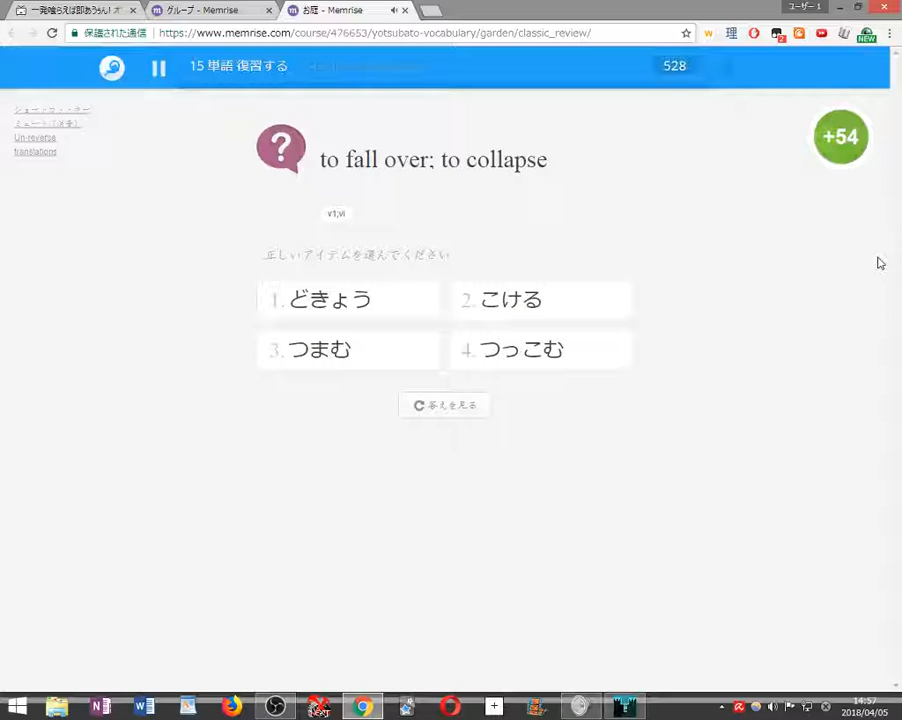 一発喰らえば即あうぅん! オ
グループ - Memrise
お庭 - Memrise
ユーザー 1
保護された通信
https://www.memrise.com/course/476653/yotsubato-vocabulary/garden/classic_review/
NEW
15 単語 復習する
528
Un-reverse
translations
?
to fall over; to collapse
+54
v1;vi
正しいアイテムを選んでください
1. どきょう
2. こける
3. つまむ
4. つっこむ
答えを見る
14:57
2018/04/05